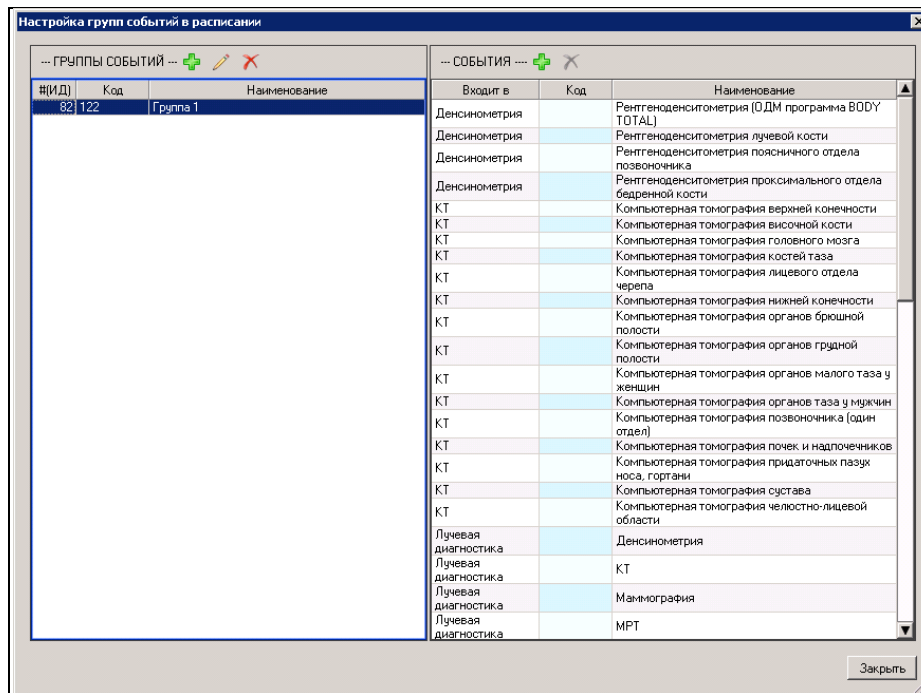 Настройка групп событий в расписании
--- ГРУППЫ СОБЫТИЙ ---
#(ИД) Код Наименование
82 122 Группа 1
--- СОБЫТИЯ ----
Входит в Код Наименование
Денсинометрия Рентгеноденситометрия (ОДМ программа BODY
TOTAL)
Денсинометрия Рентгеноденситометрия лучевой кости
Денсинометрия Рентгеноденситометрия поясничного отдела
позвоночника
Денсинометрия Рентгеноденситометрия проксимального отдела
бедренной кости
КТ Компьютерная томография верхней конечности
КТ Компьютерная томография височной кости
КТ Компьютерная томография головного мозга
КТ Компьютерная томография костей таза
КТ Компьютерная томография лицевого отдела
черепа
КТ Компьютерная томография нижней конечности
КТ Компьютерная томография органов брюшной
полости
КТ Компьютерная томография органов грудной
полости
КТ Компьютерная томография органов малого таза у
женщин
КТ Компьютерная томография органов таза у мужчин
КТ Компьютерная томография позвоночника (один
отдел)
КТ Компьютерная томография почек и надпочечников
КТ Компьютерная томография придаточных пазух
носа, гортани
КТ Компьютерная томография сустава
КТ Компьютерная томография челюстно-лицевой
области
Лучевая
диагностика Денсинометрия
Лучевая
диагностика КТ
Лучевая
диагностика Маммография
Лучевая
диагностика МРТ
Закрыть